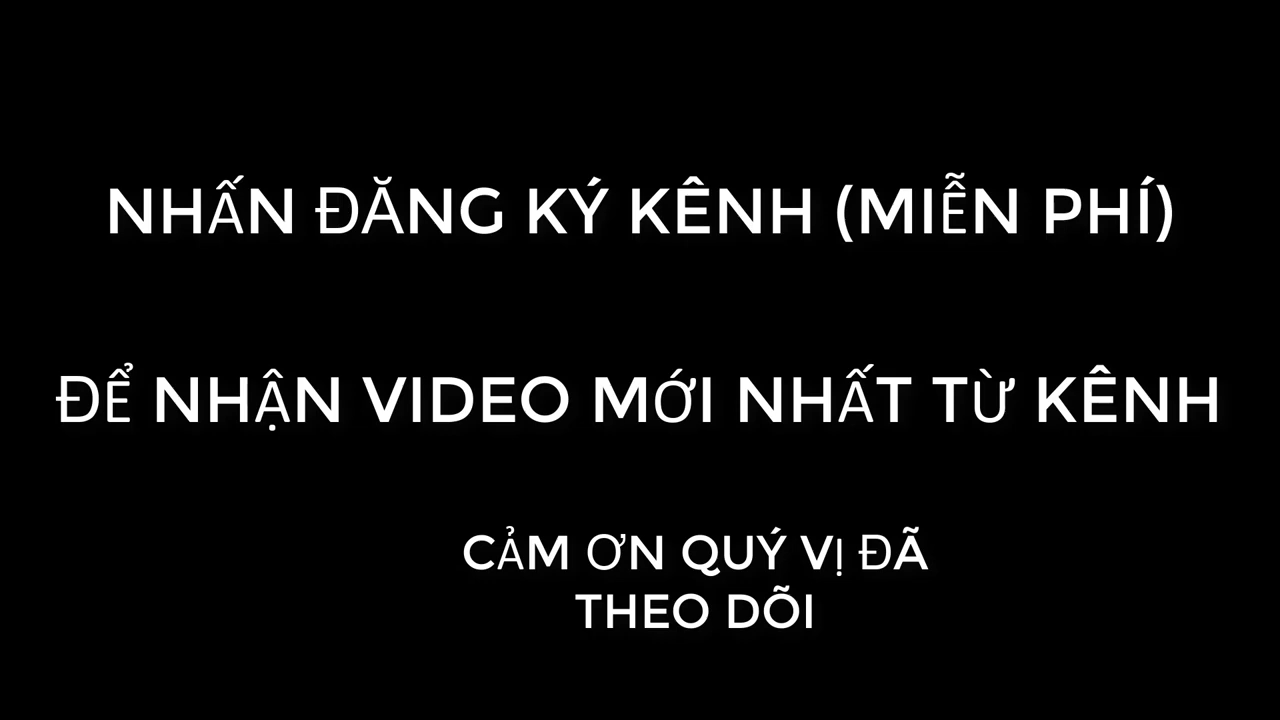 NHẤN ĐĂNG KÝ KÊNH (MIỄN PHÍ)
ĐỂ NHẬN VIDEO MỚI NHẤT TỪ KÊNH
CẢM ƠN QUÝ VỊ ĐÃ
THEO DÕI